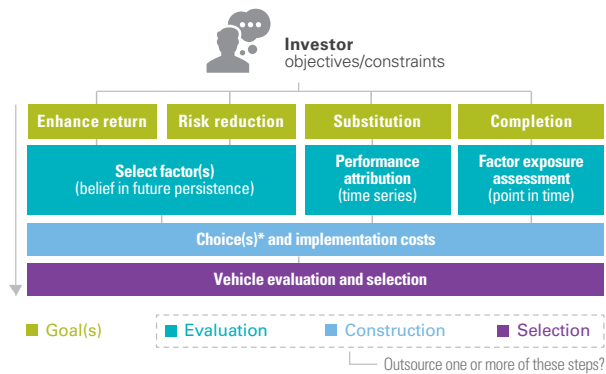 Investor
objectives/constraints
Enhance return
Risk reduction
Substitution
Completion
Select factor(s)
(belief in future persistence)
Performance
attribution
(time series)
Factor exposure
assessment
(point in time)
Choice(s)* and implementation costs
Vehicle evaluation and selection
Goal(s)
Evaluation
Construction
Selection
Outsource one or more of these steps?